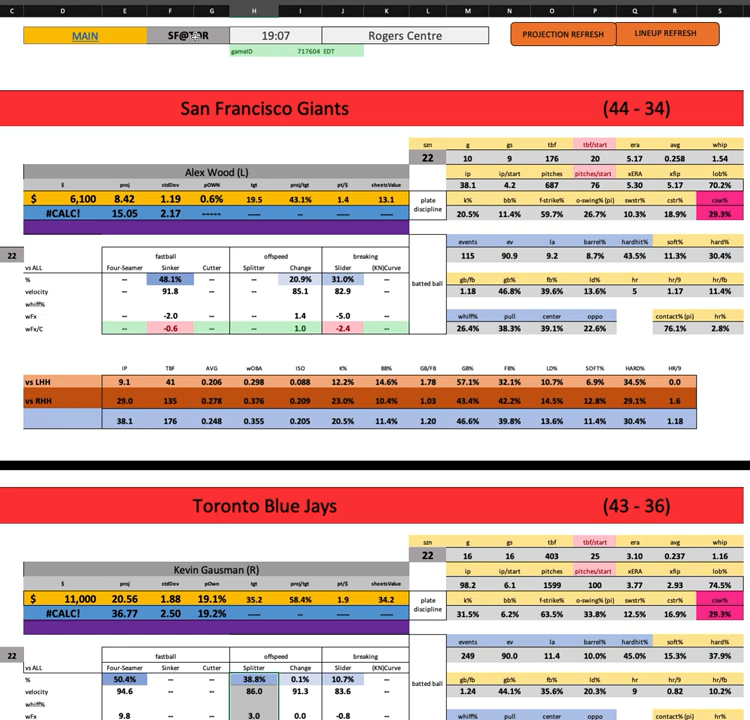 C D E F G H I J K L M N O P Q R S
MAIN SF@TOR 19:07 Rogers Centre PROJECTION REFRESH LINEUP REFRESH
gameID 717604 EDT
San Francisco Giants (44 - 34)
szn g gs tbf tbf/start era avg whip
22 10 9 176 20 5.17 0.258 1.54
Alex Wood (L) ip ip/start pitches pitches/start xERA xfip lob%
$ proj stdDev pOWN tgt proj/tgt pt/$ sheetsValue 38.1 4.2 687 76 5.30 5.17 70.2%
$ 6,100 8.42 1.19 0.6% 19.5 43.1% 1.4 13.1 plate discipline k% bb% f-strike% o-swing% (pi) swstr% cstr% csw%
#CALC! 15.05 2.17 ----- ---- -- ---- -- 20.5% 11.4% 59.7% 26.7% 10.3% 18.9% 29.3%
events ev la barrel% hardhit% soft% hard%
22 fastball offspeed breaking 115 90.9 9.2 8.7% 43.5% 11.3% 30.4%
vs ALL Four-Seamer Sinker Cutter Splitter Change Slider (KN)Curve
% -- 48.1% -- -- 20.9% 31.0% -- batted ball gb/fb gb% fb% ld% hr hr/9 hr/fb
velocity -- 91.8 -- -- 85.1 82.9 -- 1.18 46.8% 39.6% 13.6% 5 1.17 11.4%
whiff%
wFx -- -2.0 -- -- 1.4 -5.0 -- whiff% pull center oppo contact% (pi) hr%
wFx/C -- -0.6 -- -- 1.0 -2.4 -- 26.4% 38.3% 39.1% 22.6% 76.1% 2.8%
IP TBF AVG wOBA ISO K% BB% GB/FB GB% FB% LD% SOFT% HARD% HR/9
vs LHH 9.1 41 0.206 0.298 0.088 12.2% 14.6% 1.78 57.1% 32.1% 10.7% 6.9% 34.5% 0.0
vs RHH 29.0 135 0.278 0.376 0.209 23.0% 10.4% 1.03 43.4% 42.2% 14.5% 12.8% 29.1% 1.6
38.1 176 0.248 0.355 0.205 20.5% 11.4% 1.20 46.6% 39.8% 13.6% 11.4% 30.4% 1.18
Toronto Blue Jays (43 - 36)
szn g gs tbf tbf/start era avg whip
22 16 16 403 25 3.10 0.237 1.16
Kevin Gausman (R) ip ip/start pitches pitches/start xERA xfip lob%
$ proj stdDev pOwn tgt proj/tgt pt/$ sheetsValue 98.2 6.1 1599 100 3.77 2.93 74.5%
$ 11,000 20.56 1.88 19.1% 35.2 58.4% 1.9 34.2 plate discipline k% bb% f-strike% o-swing% (pi) swstr% cstr% csw%
#CALC! 36.77 2.50 19.2% ---- -- ---- -- 31.5% 6.2% 63.5% 33.8% 12.5% 16.9% 29.3%
events ev la barrel% hardhit% soft% hard%
22 fastball offspeed breaking 249 90.0 11.4 10.0% 45.0% 15.3% 37.9%
vs ALL Four-Seamer Sinker Cutter Splitter Change Slider (KN)Curve
% 50.4% -- -- 38.8% 0.1% 10.7% -- batted ball gb/fb gb% fb% ld% hr hr/9 hr/fb
velocity 94.6 -- -- 86.0 91.3 83.6 -- 1.24 44.1% 35.6% 20.3% 9 0.82 10.2%
whiff%
wFx 9.8 -- -- 3.0 0.0 -0.8 -- whiff% pull center oppo contact% (pi) hr%